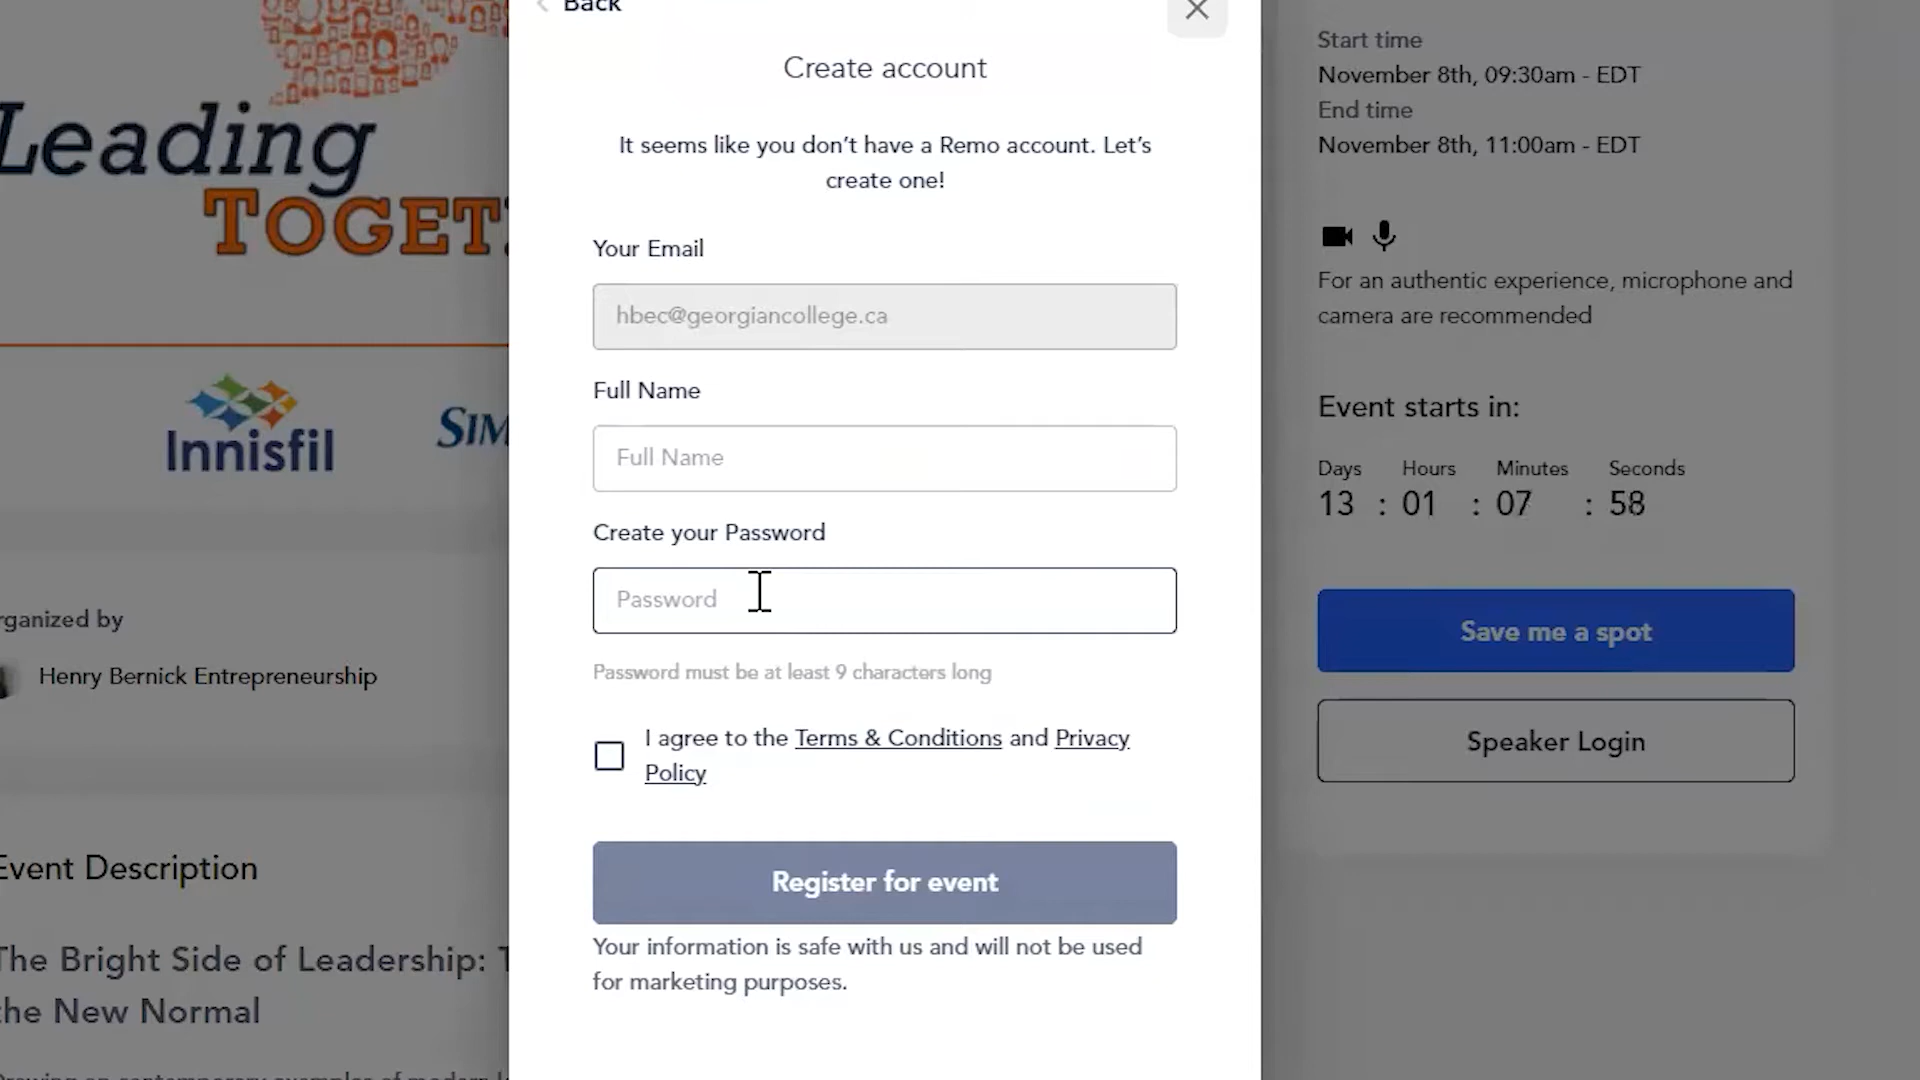 Back
Create account
It seems like you don't have a Remo account. Let's
create one!
Your Email
hbec@georgiancollege.ca
Full Name
Full Name
Create your Password
Password
Password must be at least 9 characters long
I agree to the Terms & Conditions and Privacy
Policy
Register for event
Your information is safe with us and will not be used
for marketing purposes.
Leading
TOGET
Innisfil
SIM
rganized by
Henry Bernick Entrepreneurship
Event Description
The Bright Side of Leadership: T
the New Normal
Start time
November 8th, 09:30am - EDT
End time
November 8th, 11:00am - EDT
For an authentic experience, microphone and
camera are recommended
Event starts in:
Days Hours Minutes Seconds
13 : 01 : 07 : 58
Save me a spot
Speaker Login